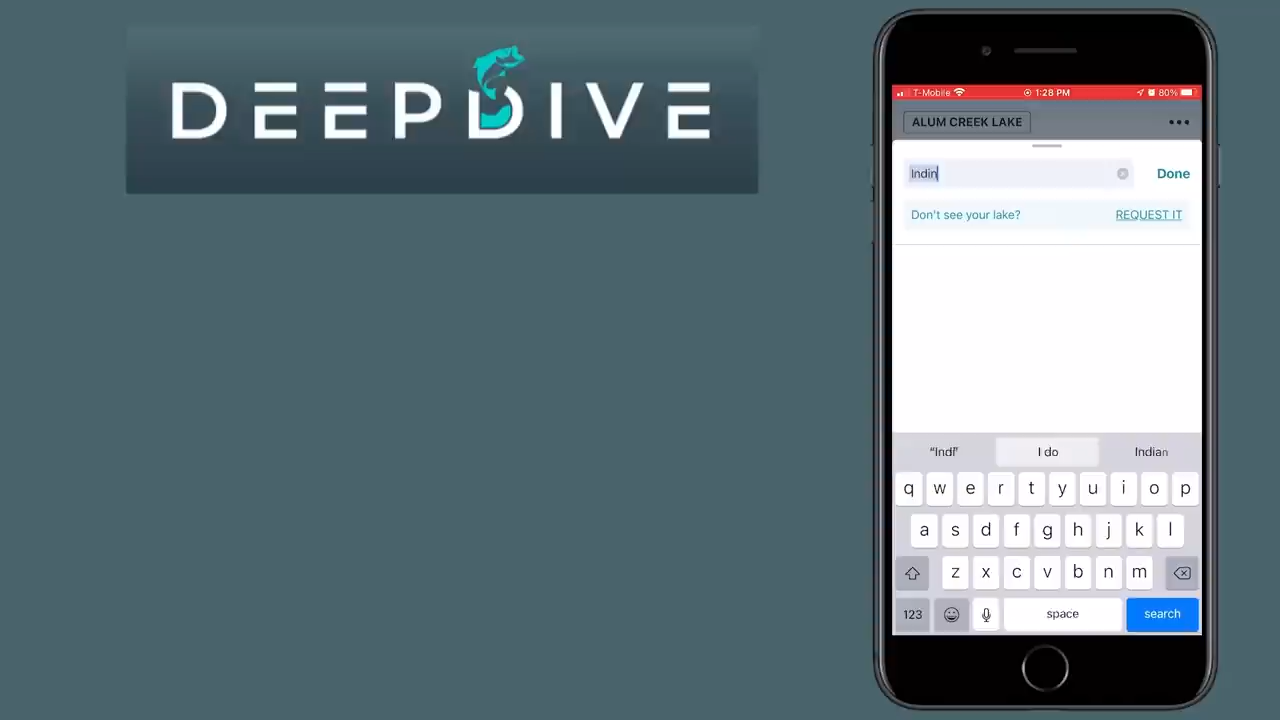 DEEPDIVE
T-Mobile 1:28 PM 80%
ALUM CREEK LAKE
Indin Done
Don't see your lake? REQUEST IT
"Indi" I do Indian
q w e r t y u i o p
a s d f g h j k l
z x c v b n m
123 space search